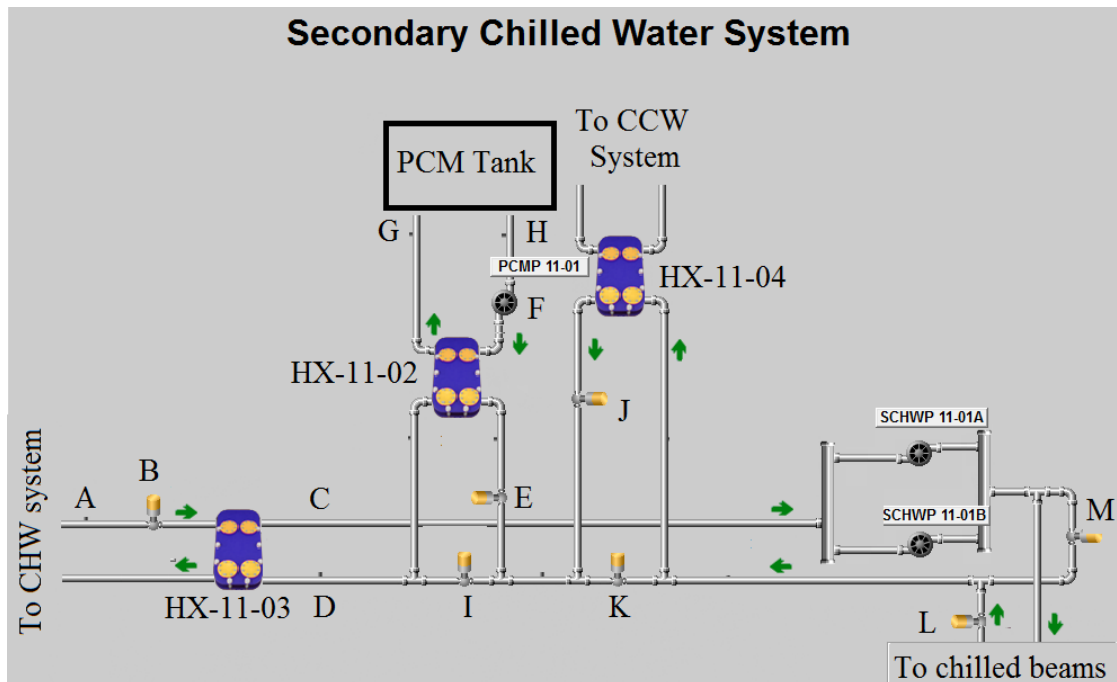 Secondary Chilled Water System
To CCW
System
PCM Tank
G
H
PCMP 11-01
HX-11-04
F
HX-11-02
J
SCHWP 11-01A
To CHW system
B
A
C
E
SCHWP 11-01B
M
HX-11-03
D
I
K
L
To chilled beams